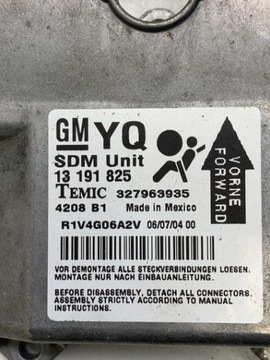 GM YQ
SDM Unit
13 191 825
TEMIC 327963935
4208 B1 Made in Mexico
R1V4G06A2V 06/07/04 00
VORNE
FORWARD
VOR DEMONTAGE ALLE STECKVERBINDUNGEN LOESEN.
MONTAGE NUR NACH EINBAUANLEITUNG.
BEFORE DISASSEMBLY, DETACH ALL CONNECTORS.
ASSEMBLY STRICTLY ACCORDING TO MANUAL
INSTRUCTIONS.